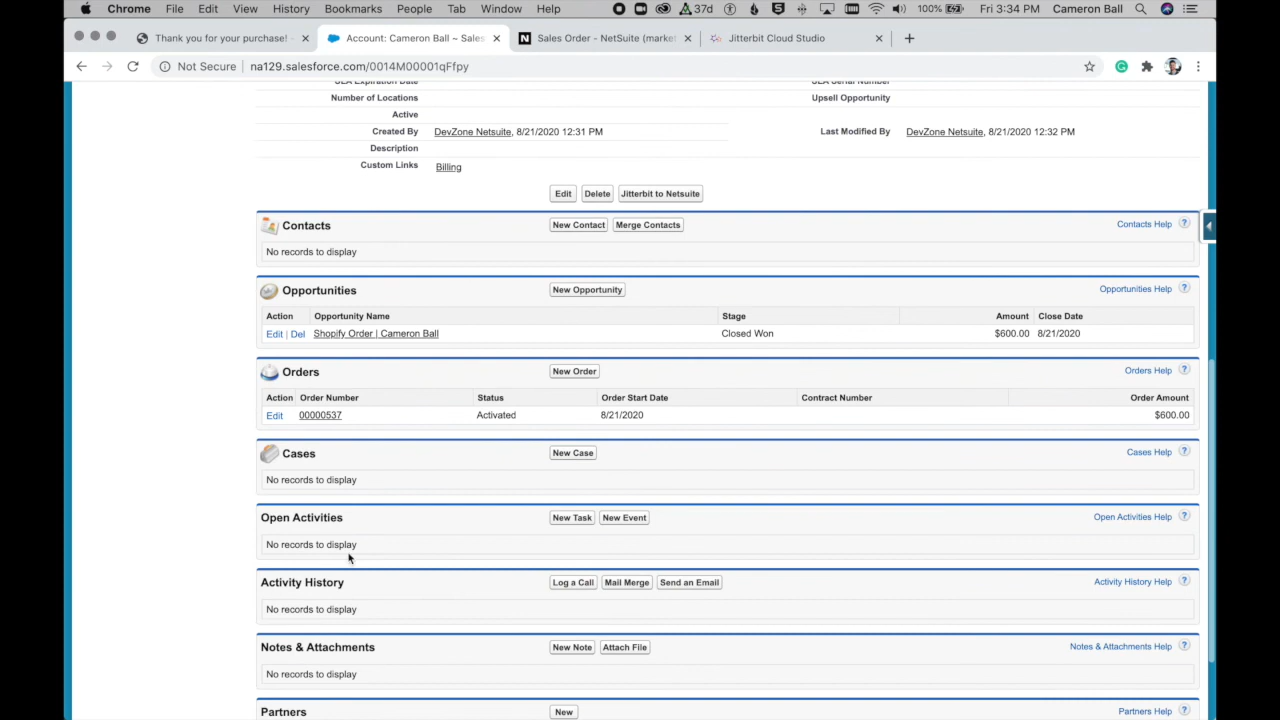 Chrome File Edit View History Bookmarks People Tab Window Help 37d 100% Fri 3:34 PM Cameron Ball
Thank you for your purchase! - Account: Cameron Ball ~ Sales Sales Order - NetSuite (market Jitterbit Cloud Studio
Not Secure na129.salesforce.com/0014M00001qFfpy
SLA Expiration Date SLA Serial Number
Number of Locations Upsell Opportunity
Active
Created By DevZone Netsuite, 8/21/2020 12:31 PM Last Modified By DevZone Netsuite, 8/21/2020 12:32 PM
Description
Custom Links Billing
Edit Delete Jitterbit to Netsuite
Contacts New Contact Merge Contacts Contacts Help ?
No records to display
Opportunities New Opportunity Opportunities Help ?
Action Opportunity Name Stage Amount Close Date
Edit | Del Shopify Order | Cameron Ball Closed Won $600.00 8/21/2020
Orders New Order Orders Help ?
Action Order Number Status Order Start Date Contract Number Order Amount
Edit 00000537 Activated 8/21/2020 $600.00
Cases New Case Cases Help ?
No records to display
Open Activities New Task New Event Open Activities Help ?
No records to display
Activity History Log a Call Mail Merge Send an Email Activity History Help ?
No records to display
Notes & Attachments New Note Attach File Notes & Attachments Help ?
No records to display
Partners New Partners Help ?